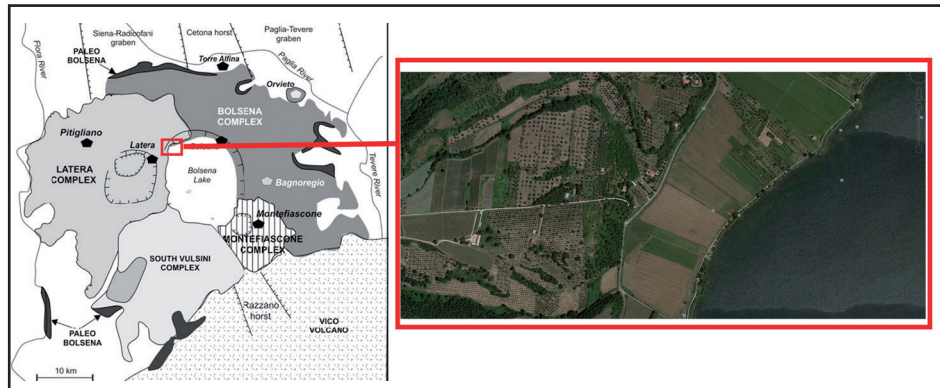 Siena-Radicofani
graben
Cetona horst
Paglia-Tevere
graben
Fiora River
PALEO
BOLSENA
Torre Alfina
Paglia River
Orvieto
BOLSENA
COMPLEX
Pitigliano
Latera
LATERA
COMPLEX
Bolsena
Lake
Bagnoregio
Tevere River
Montefiascone
MONTEFIASCONE
COMPLEX
SOUTH VULSINI
COMPLEX
Razzano
horst
VICO
VOLCANO
PALEO
BOLSENA
10 km